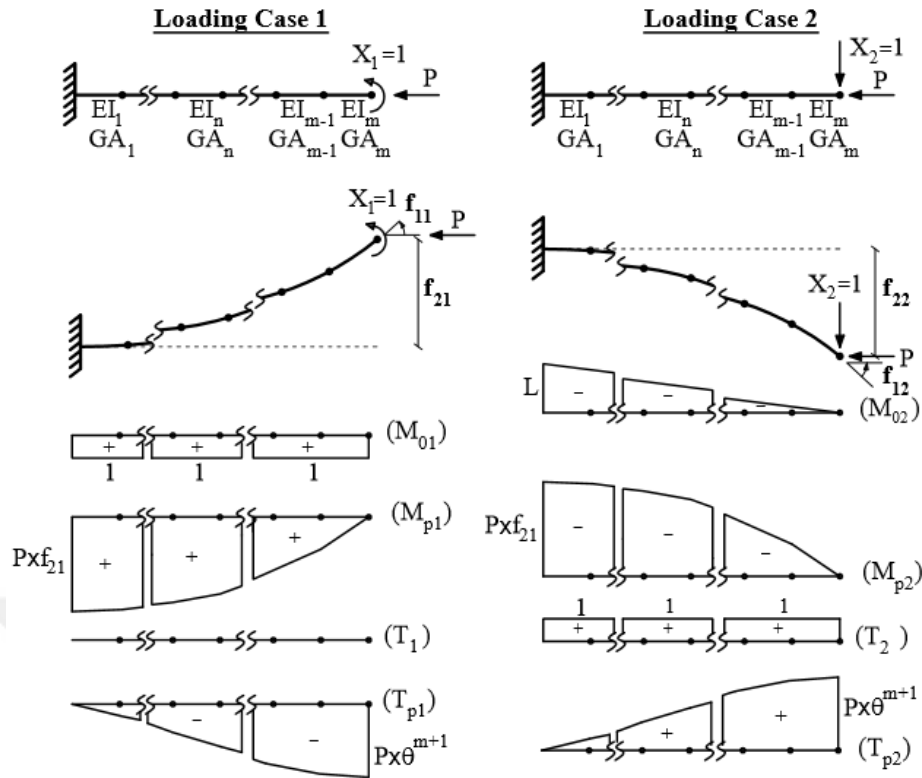 Loading Case 1
X₁=1
P
EI₁ EIₙ EIₘ₋₁ EIₘ
GA₁ GAₙ GAₘ₋₁ GAₘ
X₁=1 f₁₁
P
f₂₁
+ + + (M₀₁)
1 1 1
(Mₚ₁)
+
Pxf₂₁ + +
(T₁)
(Tₚ₁)
- -
Pxθᵐ⁺¹
Loading Case 2
X₂=1
P
EI₁ EIₙ EIₘ₋₁ EIₘ
GA₁ GAₙ GAₘ₋₁ GAₘ
f₂₂
X₂=1
P
f₁₂
L - - - (M₀₂)
Pxf₂₁ - - -
(Mₚ₂)
1 1 1
+ + + (T₂ )
Pxθᵐ⁺¹
+ +
(Tₚ₂)